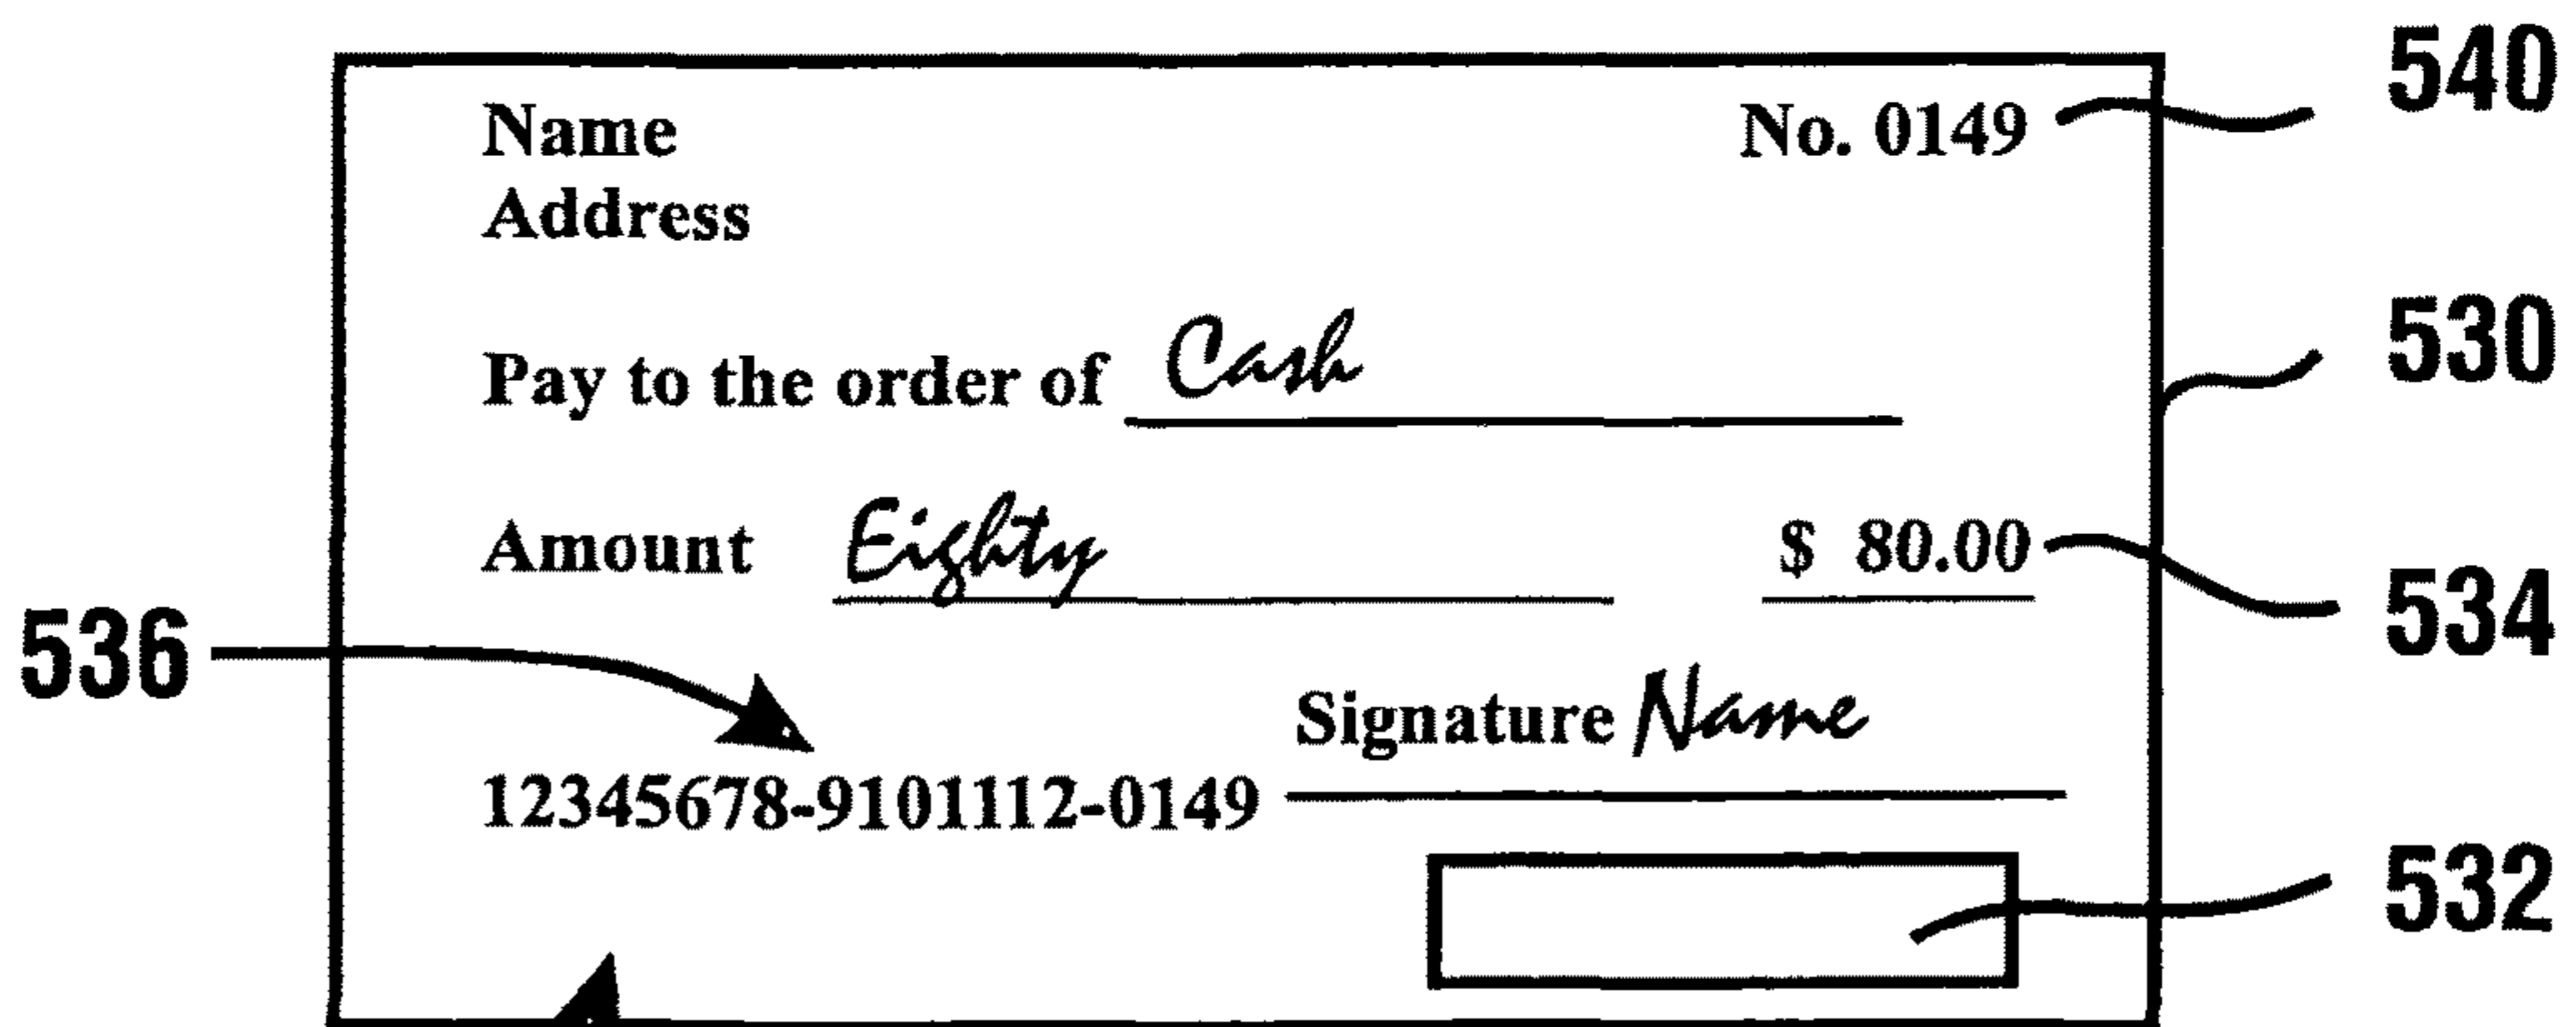 540
Name No. 0149
Address
530
Pay to the order of Cash
Amount Eighty $ 80.00
534
536
Signature Name
12345678-9101112-0149
532